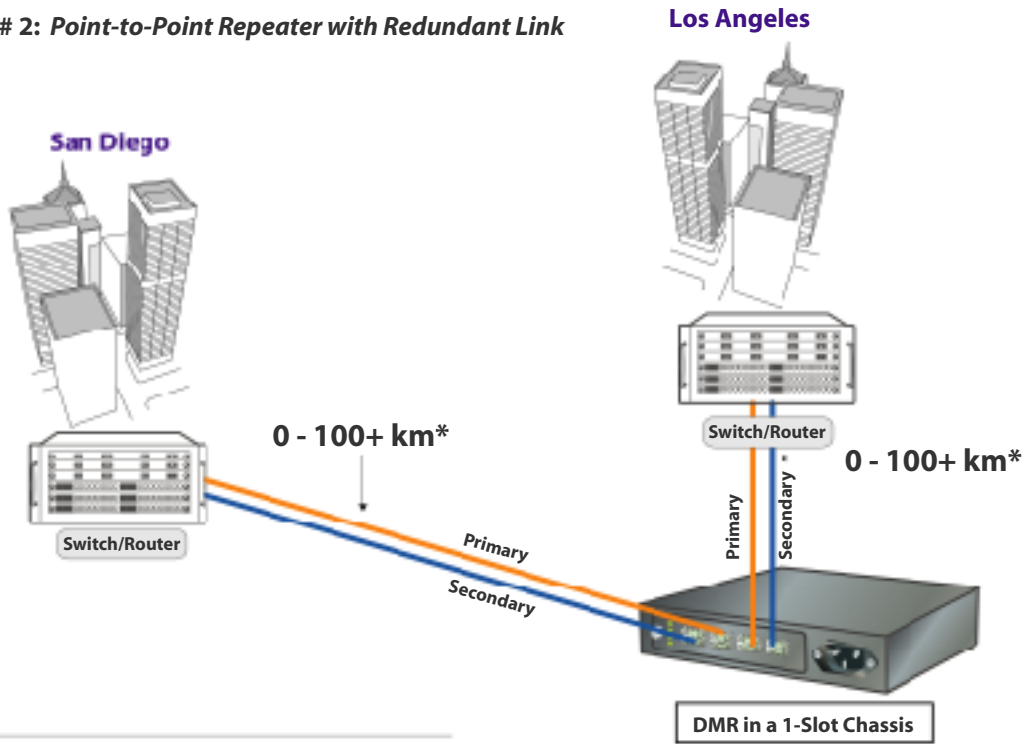 # 2: Point-to-Point Repeater with Redundant Link
Los Angeles
San Diego
0 - 100+ km*
Switch/Router
0 - 100+ km*
Switch/Router
Primary
Secondary
Primary
Secondary
DMR in a 1-Slot Chassis